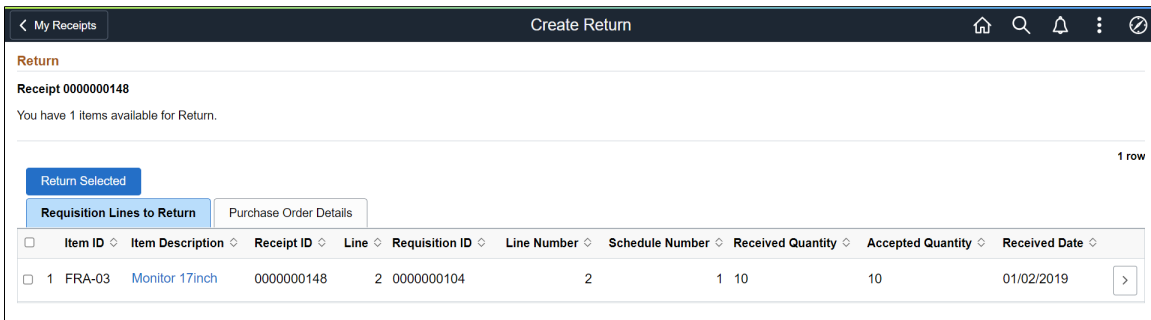 My Receipts Create Return
Return
Receipt 0000000148
You have 1 items available for Return.
1 row
Return Selected
Requisition Lines to Return Purchase Order Details
Item ID Item Description Receipt ID Line Requisition ID Line Number Schedule Number Received Quantity Accepted Quantity Received Date
1 FRA-03 Monitor 17inch 0000000148 2 0000000104 2 1 10 10 01/02/2019